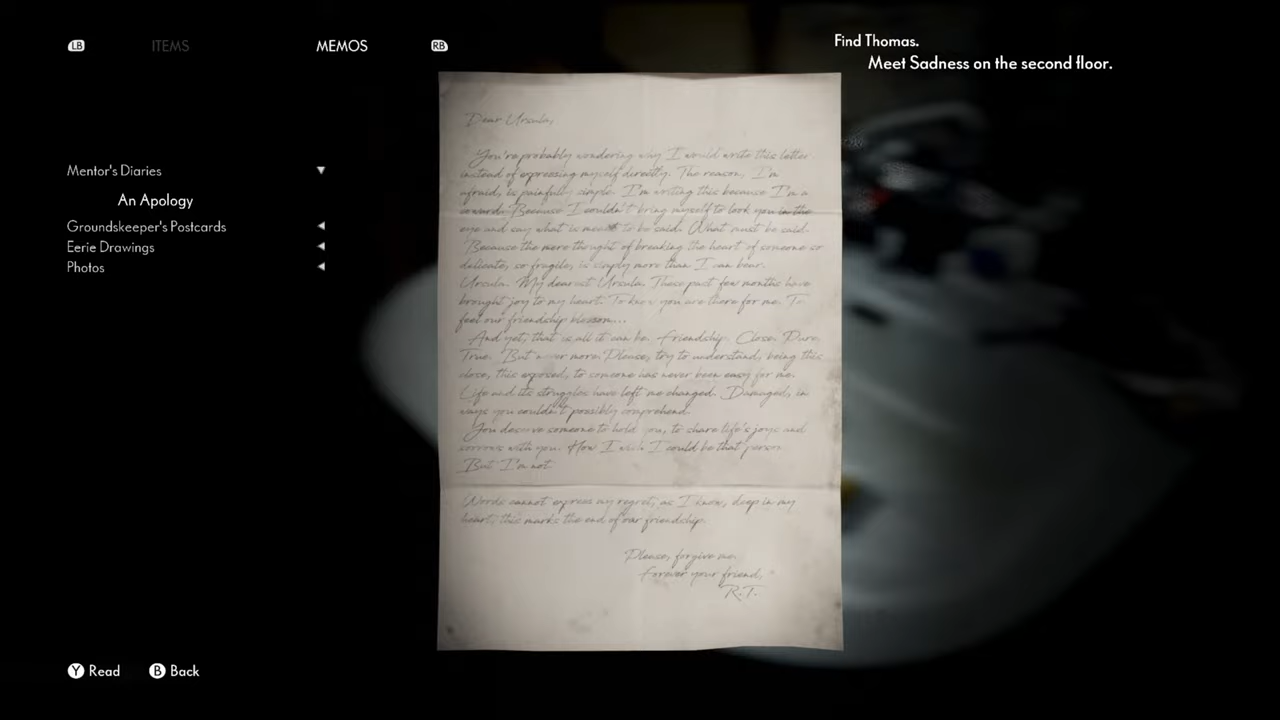 LB
ITEMS
MEMOS
RB
Find Thomas.
Meet Sadness on the second floor.
Mentor's Diaries
An Apology
Groundskeeper's Postcards
Eerie Drawings
Photos
Dear Ursula,
You're probably wondering why I would write this letter
instead of expressing myself directly. The reason, I'm
afraid, is painfully simple. I'm writing this because I'm a
coward. Because I couldn't bring myself to look you in the
eye and say what is meant to be said. What must be said.
Because the mere thought of breaking the heart of someone so
delicate, so fragile, is simply more than I can bear.
Ursula. My dearest Ursula. These past few months have
brought joy to my heart. To know you are there for me. To
feel our friendship blossom...
And yet, that is all it can be. Friendship. Close. Pure.
True. But never more. Please, try to understand, being this
close, this exposed, to someone has never been easy for me.
Life and its struggles have left me changed. Damaged, in
ways you couldn't possibly comprehend.
You deserve someone to hold you, to share life's joys and
sorrows with you. How I wish I could be that person.
But I'm not.
Words cannot express my regret, as I know, deep in my
heart, this marks the end of our friendship.
Please, forgive me.
Forever your friend,
R.T.
Y Read
B Back